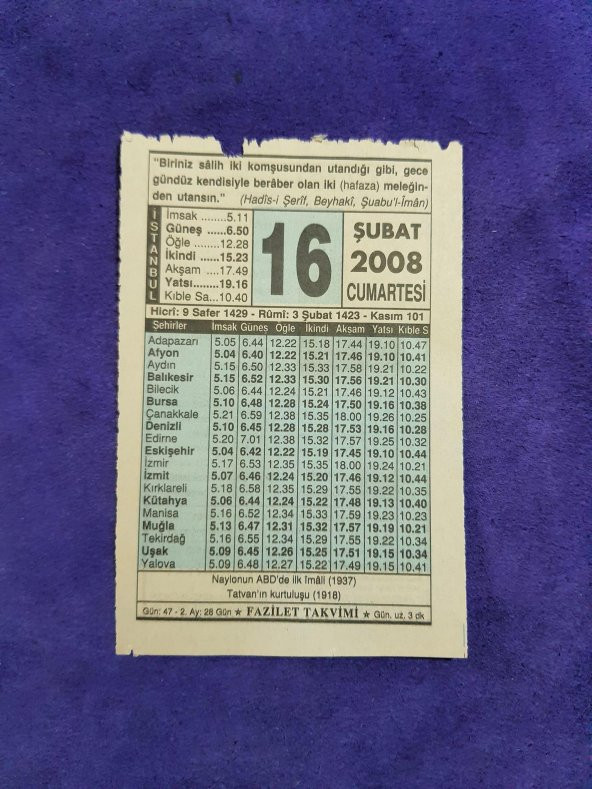 "Biriniz sâlih iki komşusundan utandığı gibi, gece
gündüz kendisiyle berâber olan iki (hafaza) meleğin-
den utansın." (Hadîs-i Şerîf, Beyhakî, Şuabu'l-Îmân)
İSTANBUL
İmsak ........5.11
Güneş ......6.50
Öğle ........12.28
İkindi ......15.23
Akşam .....17.49
Yatsı........19.16
Kıble Sa...10.40
16
ŞUBAT
2008
CUMARTESİ
Hicrî: 9 Safer 1429 - Rûmî: 3 Şubat 1423 - Kasım 101
Şehirler İmsak Güneş Öğle İkindi Akşam Yatsı Kıble S
Adapazarı 5.05 6.44 12.22 15.18 17.44 19.10 10.47
Afyon 5.04 6.40 12.22 15.21 17.46 19.10 10.41
Aydın 5.15 6.50 12.33 15.33 17.58 19.21 10.22
Balıkesir 5.15 6.52 12.33 15.30 17.56 19.21 10.30
Bilecik 5.06 6.44 12.24 15.21 17.46 19.12 10.43
Bursa 5.10 6.48 12.28 15.24 17.50 19.16 10.38
Çanakkale 5.21 6.59 12.38 15.35 18.00 19.26 10.25
Denizli 5.10 6.45 12.28 15.28 17.53 19.16 10.28
Edirne 5.20 7.01 12.38 15.32 17.57 19.25 10.32
Eskişehir 5.04 6.42 12.22 15.19 17.45 19.10 10.44
İzmir 5.17 6.53 12.35 15.35 18.00 19.24 10.21
İzmit 5.07 6.46 12.24 15.20 17.46 19.12 10.44
Kırklareli 5.18 6.58 12.35 15.29 17.55 19.22 10.35
Kütahya 5.06 6.44 12.24 15.22 17.48 19.13 10.40
Manisa 5.16 6.52 12.34 15.33 17.59 19.23 10.23
Muğla 5.13 6.47 12.31 15.32 17.57 19.19 10.21
Tekirdağ 5.16 6.55 12.34 15.29 17.55 19.22 10.34
Uşak 5.09 6.45 12.26 15.25 17.51 19.15 10.34
Yalova 5.09 6.48 12.27 15.22 17.49 19.15 10.41
Naylonun ABD'de ilk îmâli (1937)
Tatvan'ın kurtuluşu (1918)
Gün: 47 - 2. Ay: 28 Gün ★ FAZİLET TAKVİMİ ★ Gün. uz. 3 dk